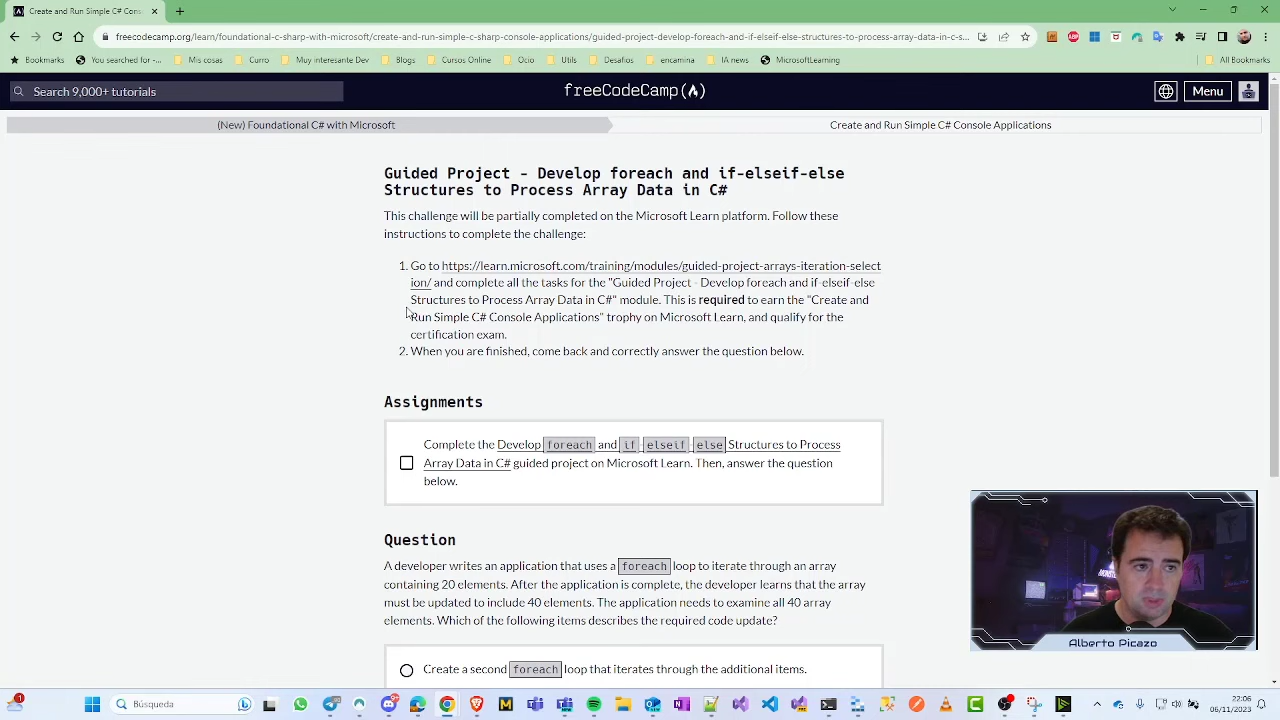 Create and Run Simple C# Cons
freecodecamp.org/learn/foundational-c-sharp-with-microsoft/create-and-run-simple-c-sharp-console-applications/guided-project-develop-foreach-and-if-elseif-else-structures-to-process-array-data-in-c-s...
Bookmarks
You searched for -...
Mis cosas
Curro
Muy interesante Dev
Blogs
Cursos Online
Ocio
Utils
Desafios
encamina
IA news
MicrosoftLearning
All Bookmarks
Search 9,000+ tutorials
freeCodeCamp
Menu
(New) Foundational C# with Microsoft
Create and Run Simple C# Console Applications
Guided Project - Develop foreach and if-elseif-else
Structures to Process Array Data in C#
This challenge will be partially completed on the Microsoft Learn platform. Follow these
instructions to complete the challenge:
1. Go to https://learn.microsoft.com/training/modules/guided-project-arrays-iteration-select
ion/ and complete all the tasks for the "Guided Project - Develop foreach and if-elseif-else
Structures to Process Array Data in C#" module. This is required to earn the "Create and
Run Simple C# Console Applications" trophy on Microsoft Learn, and qualify for the
certification exam.
2. When you are finished, come back and correctly answer the question below.
Assignments
Complete the Develop foreach and if elseif else Structures to Process
Array Data in C# guided project on Microsoft Learn. Then, answer the question
below.
Question
A developer writes an application that uses a foreach loop to iterate through an array
containing 20 elements. After the application is complete, the developer learns that the array
must be updated to include 40 elements. The application needs to examine all 40 array
elements. Which of the following items describes the required code update?
Create a second foreach loop that iterates through the additional items.
Alberto Picazo
Búsqueda
22:06
06/11/2023